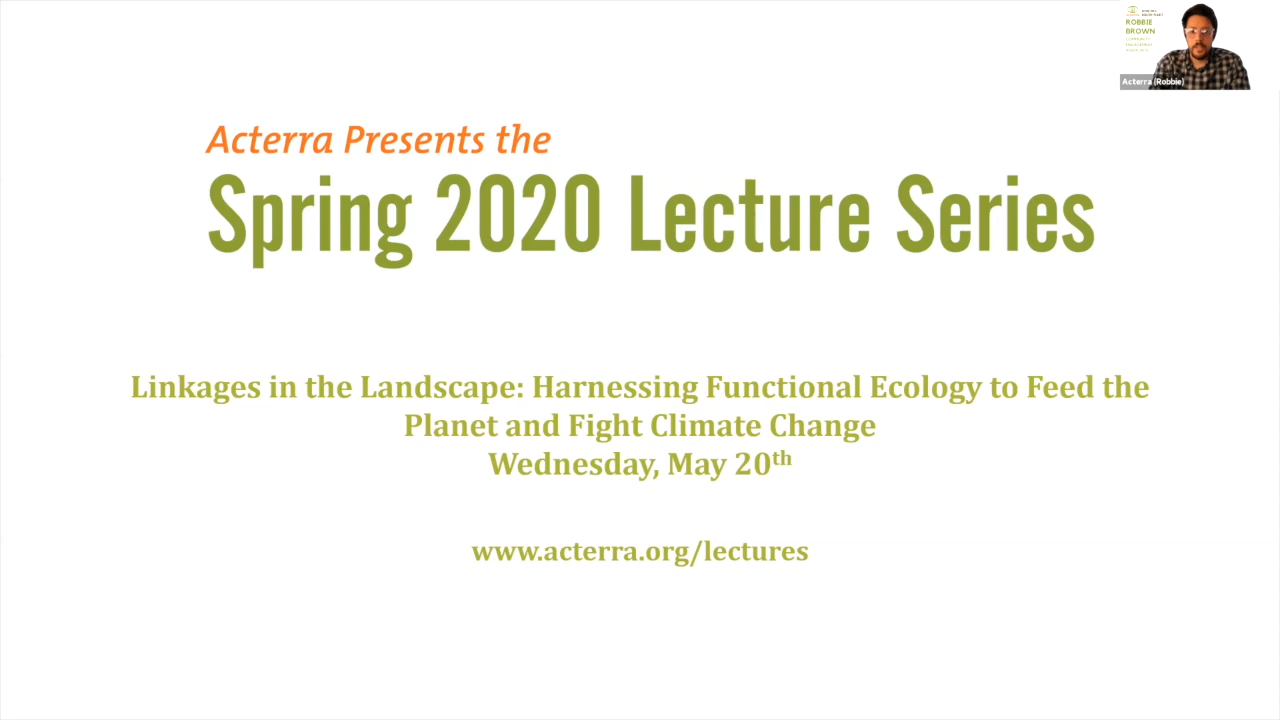 ROBBIE
BROWN
Acterra (Robbie)
Acterra Presents the
Spring 2020 Lecture Series
Linkages in the Landscape: Harnessing Functional Ecology to Feed the
Planet and Fight Climate Change
Wednesday, May 20th
www.acterra.org/lectures